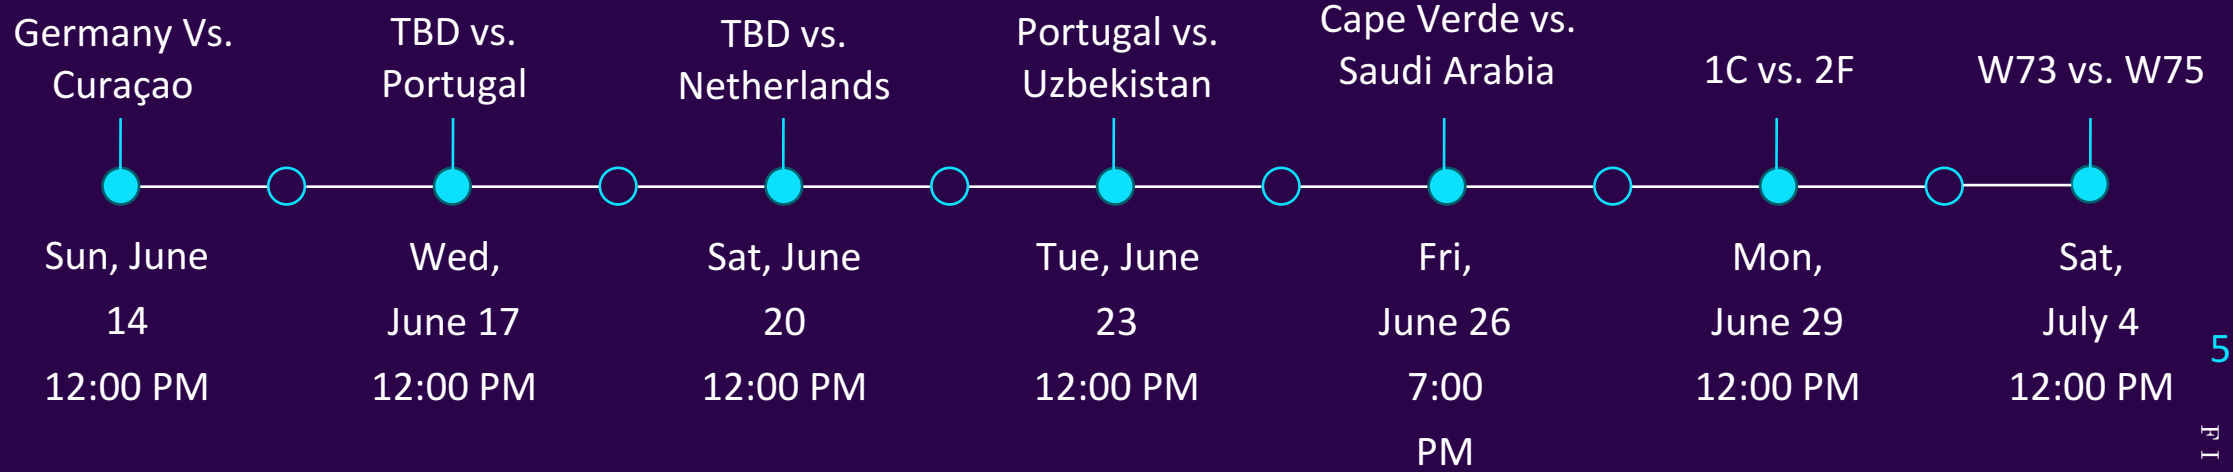 Germany Vs.
Curaçao
TBD vs.
Portugal
TBD vs.
Netherlands
Portugal vs.
Uzbekistan
Cape Verde vs.
Saudi Arabia
1C vs. 2F
W73 vs. W75
Sun, June
14
12:00 PM
Wed,
June 17
12:00 PM
Sat, June
20
12:00 PM
Tue, June
23
12:00 PM
Fri,
June 26
7:00
PM
Mon,
June 29
12:00 PM
Sat,
July 4
12:00 PM
5
F I